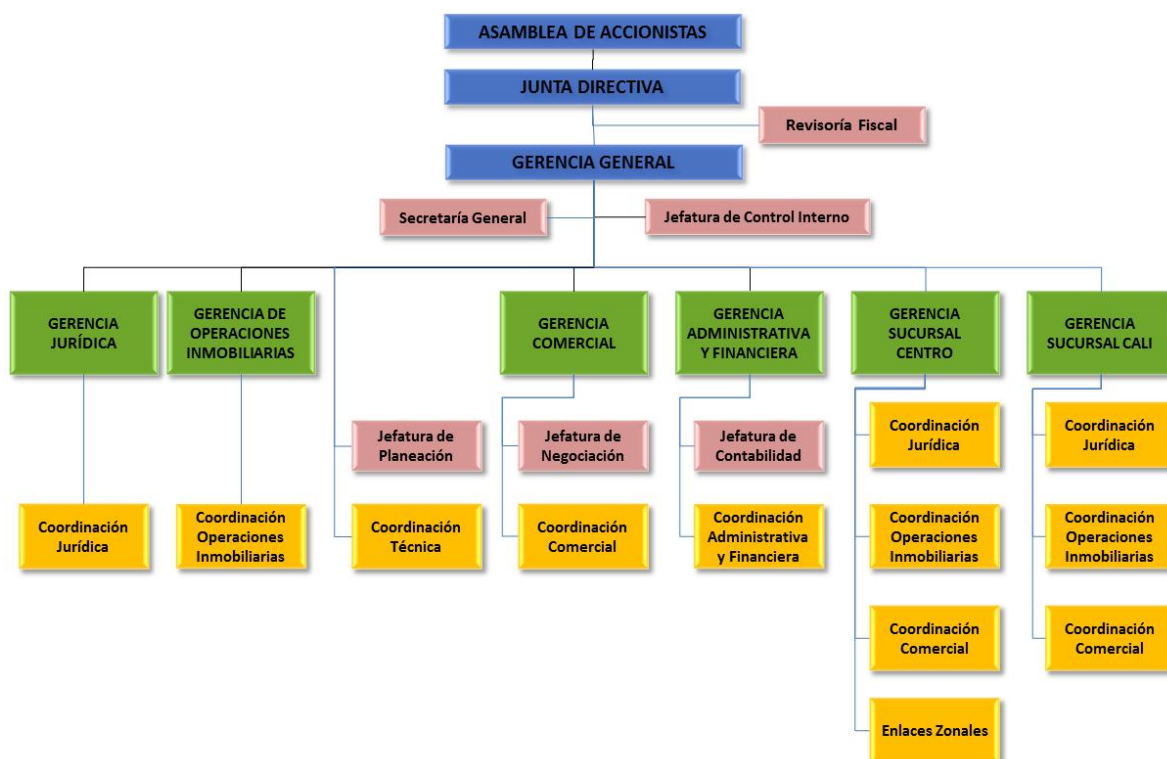 ASAMBLEA DE ACCIONISTAS
JUNTA DIRECTIVA
Revisoría Fiscal
GERENCIA GENERAL
Secretaría General
Jefatura de Control Interno
GERENCIA
JURÍDICA
GERENCIA DE
OPERACIONES
INMOBILIARIAS
GERENCIA
COMERCIAL
GERENCIA
ADMINISTRATIVA
Y FINANCIERA
GERENCIA
SUCURSAL
CENTRO
GERENCIA
SUCURSAL CALI
Jefatura de
Planeación
Jefatura de
Negociación
Jefatura de
Contabilidad
Coordinación
Jurídica
Coordinación
Jurídica
Coordinación
Jurídica
Coordinación
Operaciones
Inmobiliarias
Coordinación
Técnica
Coordinación
Comercial
Coordinación
Administrativa
y Financiera
Coordinación
Operaciones
Inmobiliarias
Coordinación
Operaciones
Inmobiliarias
Coordinación
Comercial
Coordinación
Comercial
Enlaces Zonales